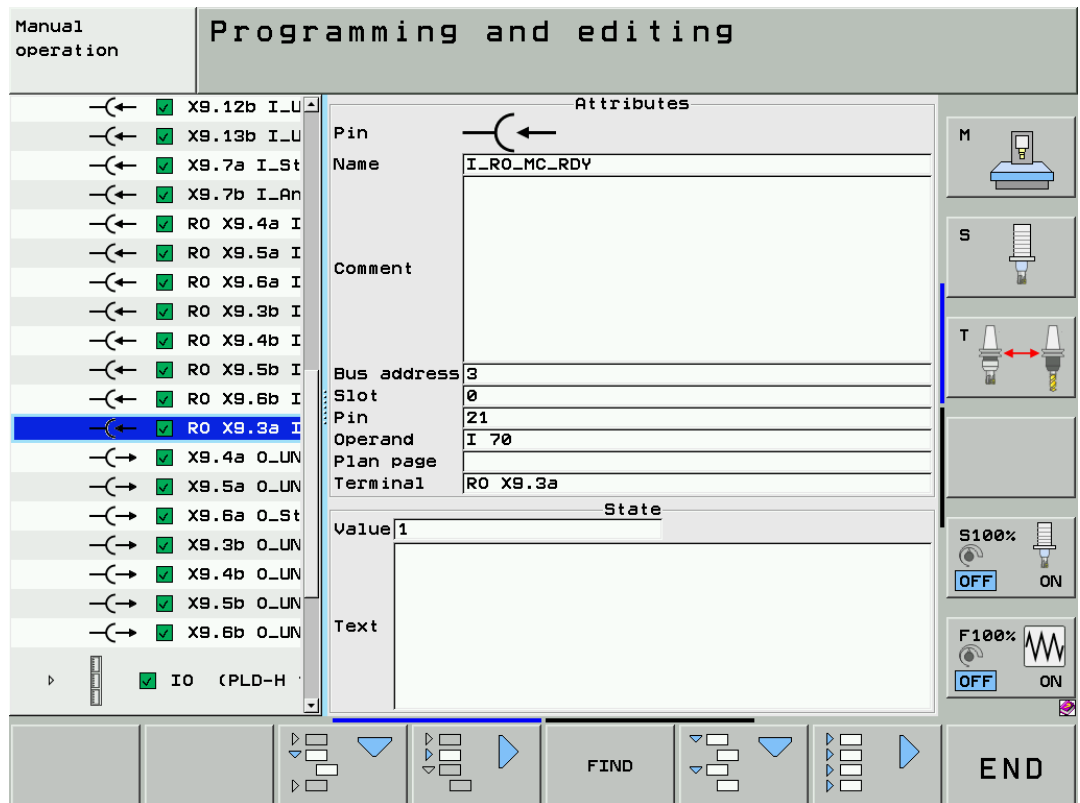 Manual
operation
Programming and editing
X9.12b I_U
X9.13b I_U
X9.7a I_St
X9.7b I_An
RO X9.4a I
RO X9.5a I
RO X9.6a I
RO X9.3b I
RO X9.4b I
RO X9.5b I
RO X9.6b I
RO X9.3a I
X9.4a O_UN
X9.5a O_UN
X9.6a O_St
X9.3b O_UN
X9.4b O_UN
X9.5b O_UN
X9.6b O_UN
IO (PLD-H
Attributes
Pin
Name I_RO_MC_RDY
Comment
Bus address 3
Slot 0
Pin 21
Operand I 70
Plan page
Terminal RO X9.3a
State
Value 1
Text
M
S
T
S100%
OFF ON
F100%
OFF ON
FIND
END